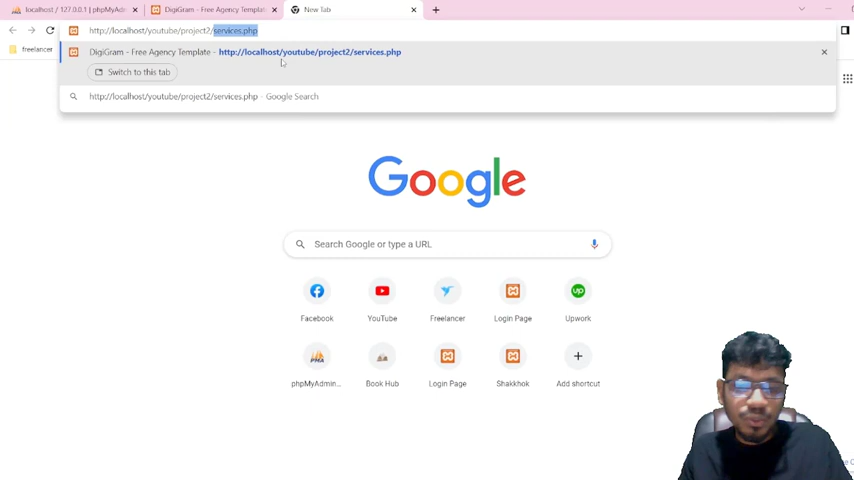 localhost / 127.0.0.1 | phpMyAdm
DigiGram - Free Agency Templat
New Tab
http://localhost/youtube/project2/services.php
freelancer
DigiGram - Free Agency Template - http://localhost/youtube/project2/services.php
Switch to this tab
http://localhost/youtube/project2/services.php - Google Search
Google
Search Google or type a URL
Facebook
YouTube
Freelancer
Login Page
Upwork
PMA
phpMyAdmin...
Book Hub
Login Page
Shakkhok
Add shortcut